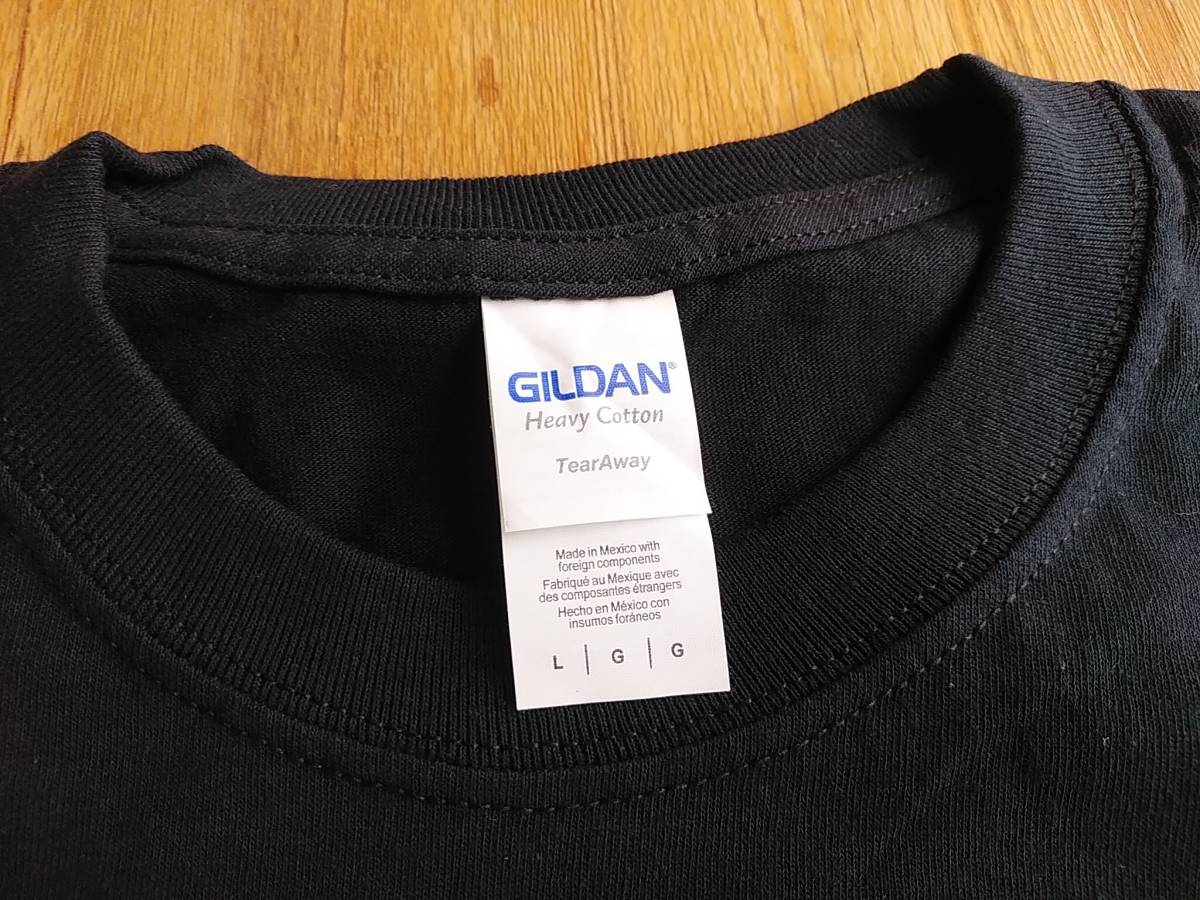 GILDAN®
Heavy Cotton
TearAway
Made in Mexico with
foreign components
Fabriqué au Mexique avec
des composantes étrangers
Hecho en México con
insumos foráneos
L | G | G